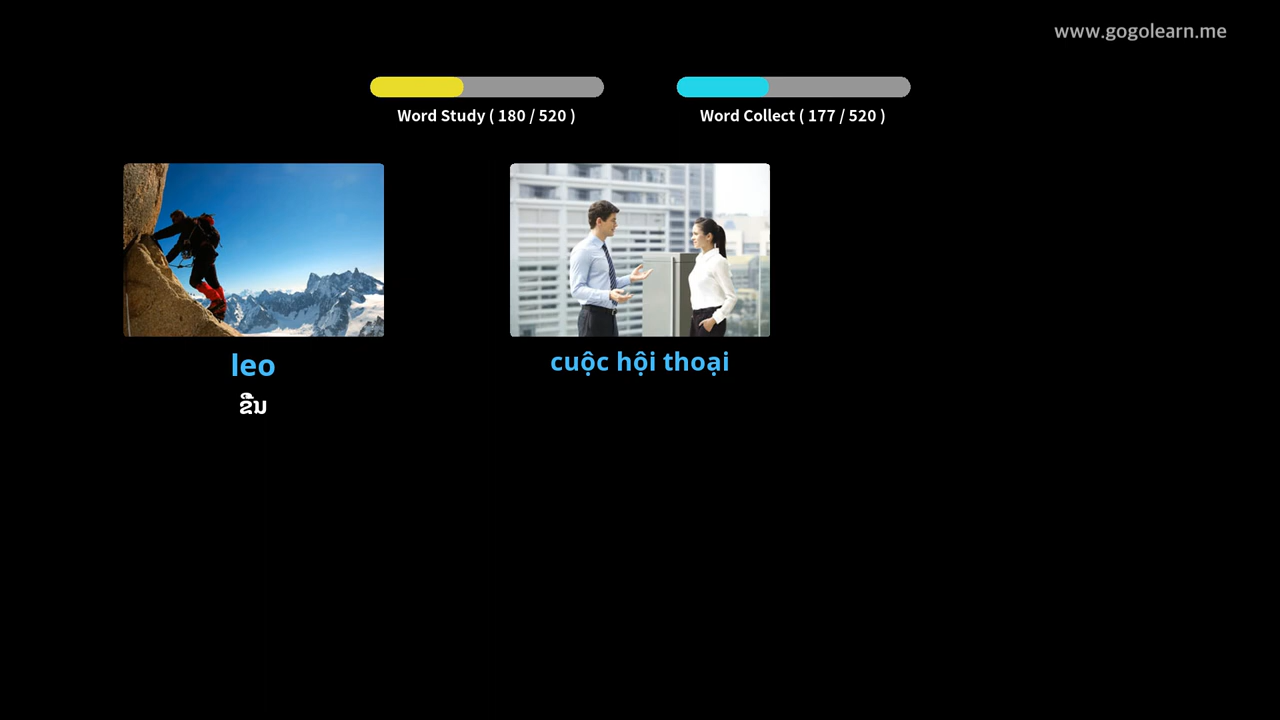 www.gogolearn.me
Word Study ( 180 / 520 )
Word Collect ( 177 / 520 )
leo
ຂຶ້ນ
cuộc hội thoại